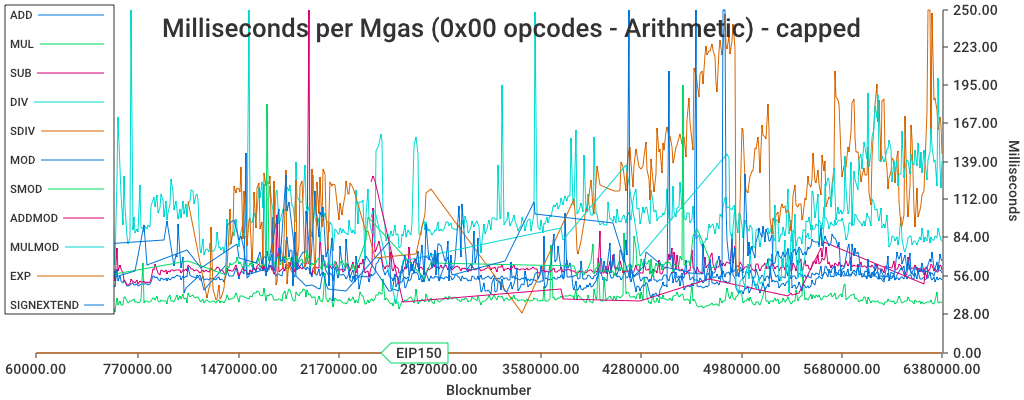 Milliseconds per Mgas (0x00 opcodes - Arithmetic) - capped
ADD
MUL
SUB
DIV
SDIV
MOD
SMOD
ADDMOD
MULMOD
EXP
SIGNEXTEND
250.00
223.00
195.00
167.00
139.00
112.00
84.00
56.00
28.00
0.00
Milliseconds
EIP150
60000.00 770000.00 1470000.00 2170000.00 2870000.00 3580000.00 4280000.00 4980000.00 5680000.00 6380000.00
Blocknumber